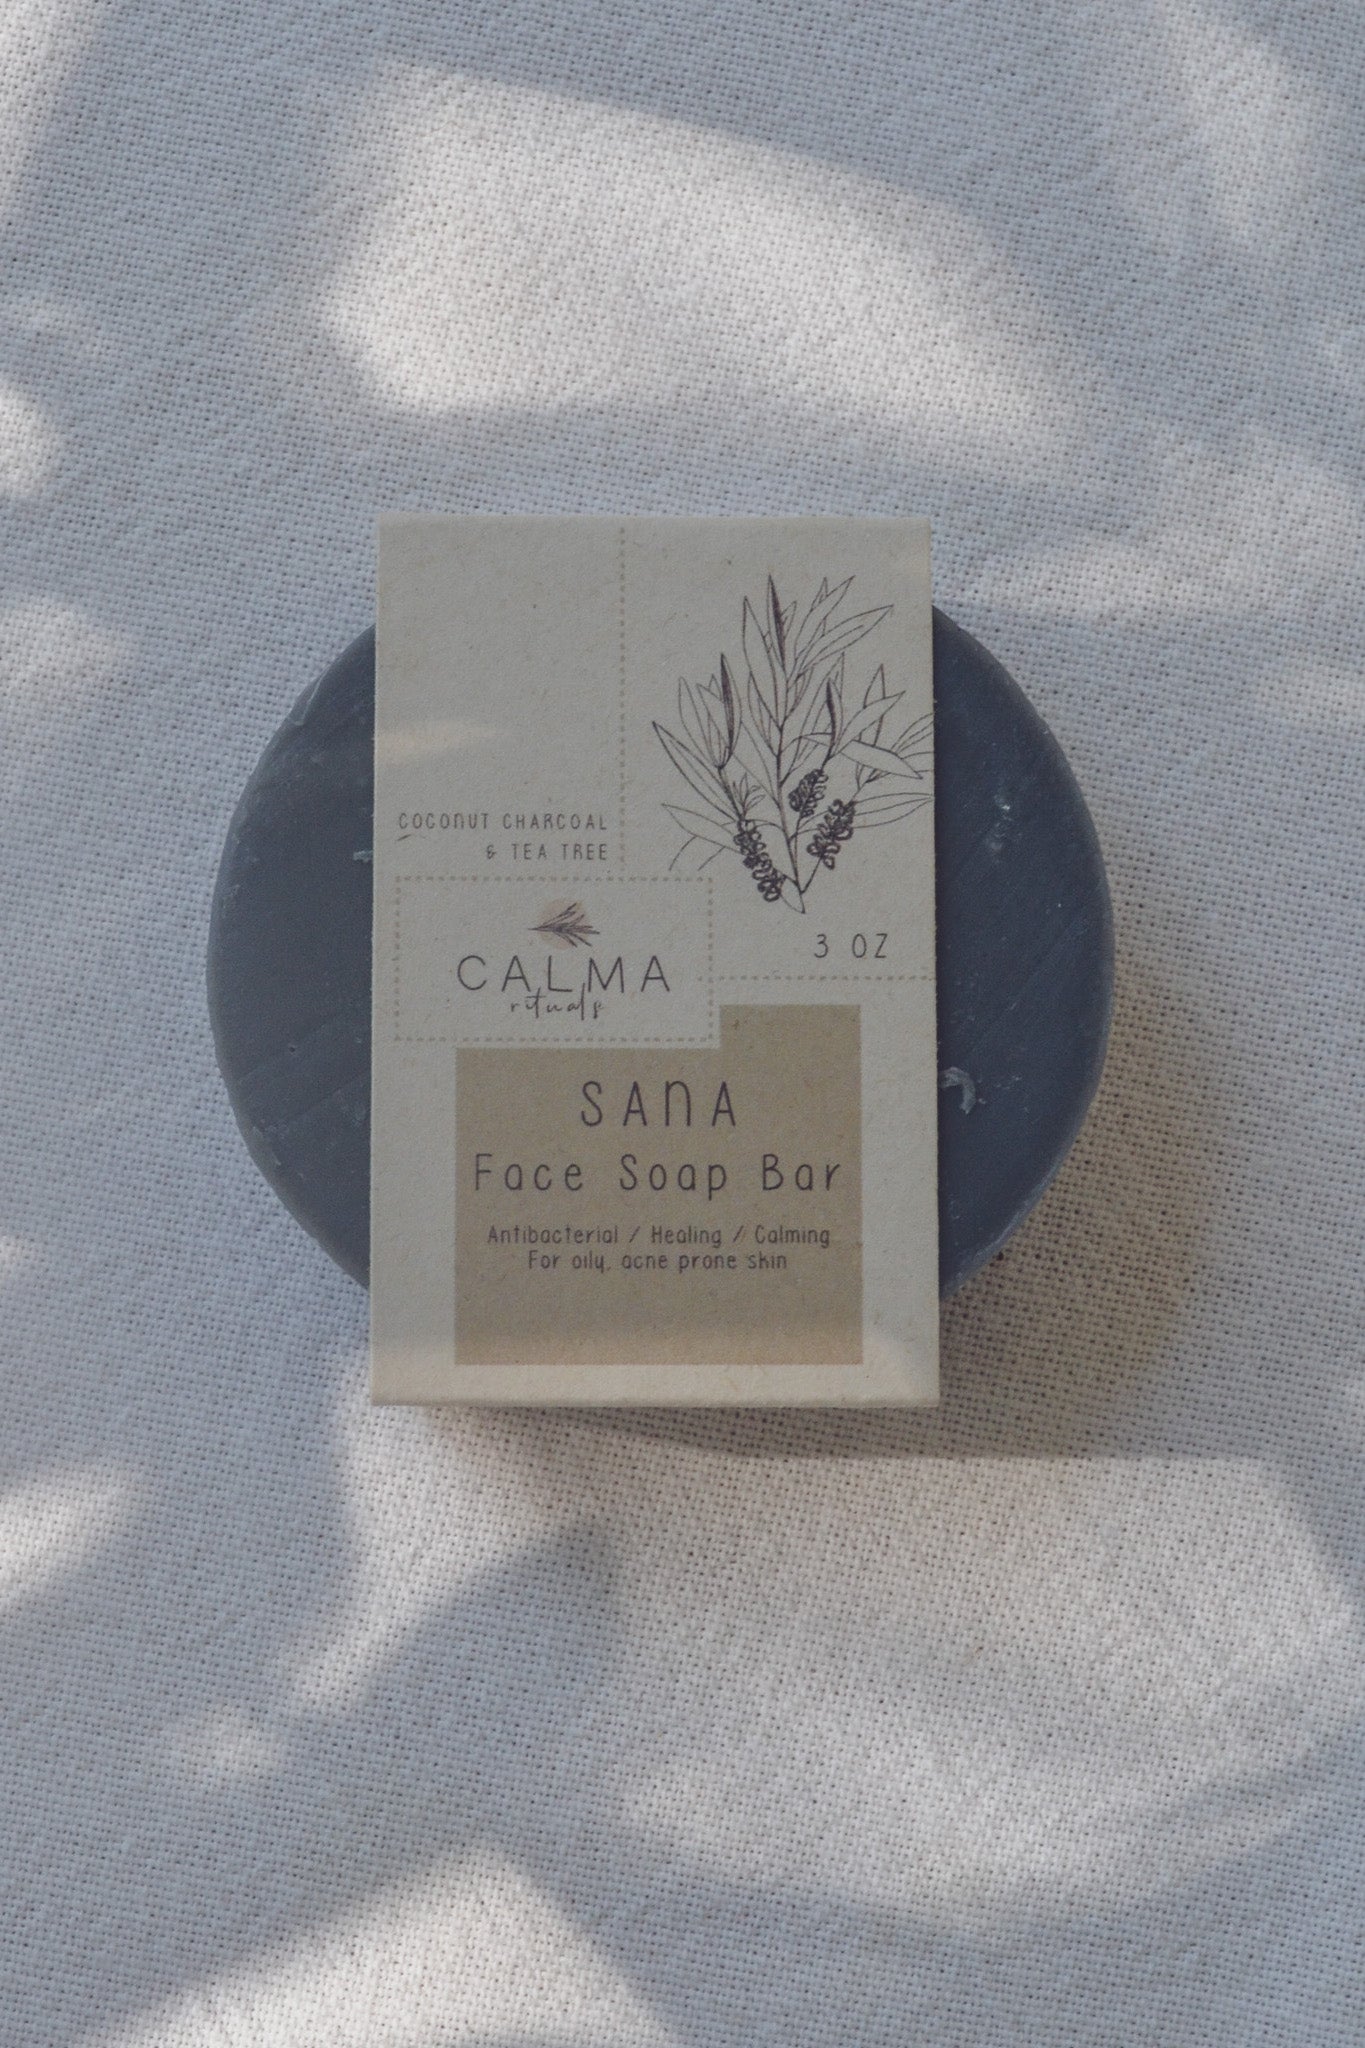 COCONUT CHARCOAL
& TEA TREE
3 OZ
CALMA
rituals
SANA
Face Soap Bar
Antibacterial / Healing / Calming
For oily, acne prone skin